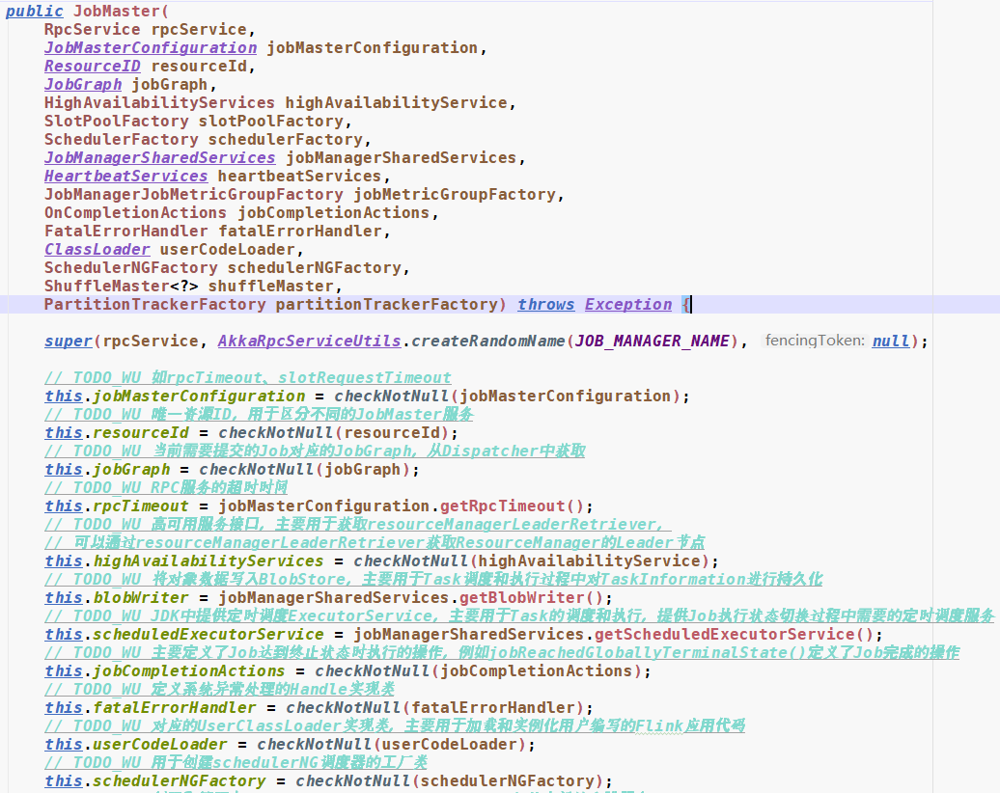 public JobMaster(
RpcService rpcService,
JobMasterConfiguration jobMasterConfiguration,
ResourceID resourceId,
JobGraph jobGraph,
HighAvailabilityServices highAvailabilityService,
SlotPoolFactory slotPoolFactory,
SchedulerFactory schedulerFactory,
JobManagerSharedServices jobManagerSharedServices,
HeartbeatServices heartbeatServices,
JobManagerJobMetricGroupFactory jobMetricGroupFactory,
OnCompletionActions jobCompletionActions,
FatalErrorHandler fatalErrorHandler,
ClassLoader userCodeLoader,
SchedulerNGFactory schedulerNGFactory,
ShuffleMaster<?> shuffleMaster,
PartitionTrackerFactory partitionTrackerFactory) throws Exception {
super(rpcService, AkkaRpcServiceUtils.createRandomName(JOB_MANAGER_NAME), fencingToken: null);
// TODO_WU 如rpcTimeout、slotRequestTimeout
this.jobMasterConfiguration = checkNotNull(jobMasterConfiguration);
// TODO_WU 唯一资源ID，用于区分不同的JobMaster服务
this.resourceId = checkNotNull(resourceId);
// TODO_WU 当前需要提交的Job对应的JobGraph，从Dispatcher中获取
this.jobGraph = checkNotNull(jobGraph);
// TODO_WU RPC服务的超时时间
this.rpcTimeout = jobMasterConfiguration.getRpcTimeout();
// TODO_WU 高可用服务接口，主要用于获取resourceManagerLeaderRetriever，
// 可以通过resourceManagerLeaderRetriever获取ResourceManager的Leader节点
this.highAvailabilityServices = checkNotNull(highAvailabilityService);
// TODO_WU 将对象数据写入BlobStore，主要用于Task调度和执行过程中对TaskInformation进行持久化
this.blobWriter = jobManagerSharedServices.getBlobWriter();
// TODO_WU JDK中提供定时调度ExecutorService，主要用于Task的调度和执行，提供Job执行状态切换过程中需要的定时调度服务
this.scheduledExecutorService = jobManagerSharedServices.getScheduledExecutorService();
// TODO_WU 主要定义了Job达到终止状态时执行的操作，例如jobReachedGloballyTerminalState()定义了Job完成的操作
this.jobCompletionActions = checkNotNull(jobCompletionActions);
// TODO_WU 定义系统异常处理的Handle实现类
this.fatalErrorHandler = checkNotNull(fatalErrorHandler);
// TODO_WU 对应的UserClassLoader实现类，主要用于加载和实例化用户编写的Flink应用代码
this.userCodeLoader = checkNotNull(userCodeLoader);
// TODO_WU 用于创建schedulerNG调度器的工厂类
this.schedulerNGFactory = checkNotNull(schedulerNGFactory);